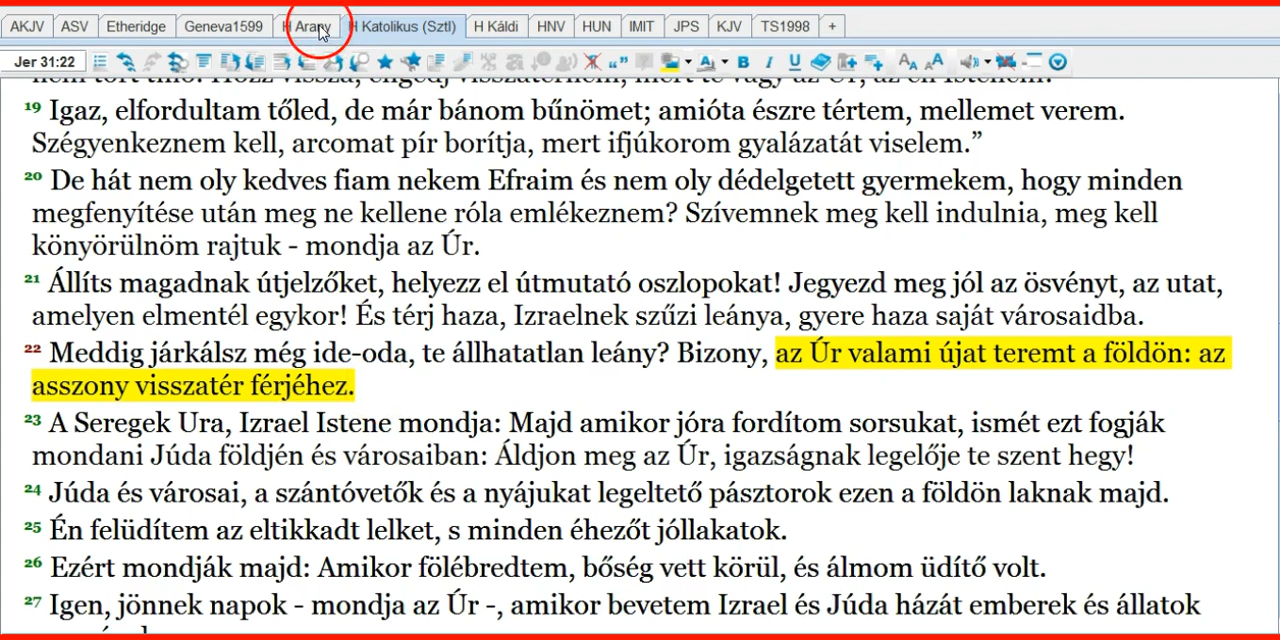 AKJV ASV Etheridge Geneva1599 H Arany H Katolikus (Sztl) H Káldi HNV HUN IMIT JPS KJV TS1998 +
Jer 31:22
19 Igaz, elfordultam tőled, de már bánom bűnömet; amióta észre tértem, mellemet verem.
Szégyenkeznem kell, arcomat pír borítja, mert ifjúkorom gyalázatát viselem.”
20 De hát nem oly kedves fiam nekem Efraim és nem oly dédelgetett gyermekem, hogy minden
megfenyítése után meg ne kellene róla emlékeznem? Szívemnek meg kell indulnia, meg kell
könyörülnöm rajtuk - mondja az Úr.
21 Állíts magadnak útjelzőket, helyezz el útmutató oszlopokat! Jegyezd meg jól az ösvényt, az utat,
amelyen elmentél egykor! És térj haza, Izraelnek szűzi leánya, gyere haza saját városaidba.
22 Meddig járkálsz még ide-oda, te állhatatlan leány? Bizony, az Úr valami újat teremt a földön: az
asszony visszatér férjéhez.
23 A Seregek Ura, Izrael Istene mondja: Majd amikor jóra fordítom sorsukat, ismét ezt fogják
mondani Júda földjén és városaiban: Áldjon meg az Úr, igazságnak legelője te szent hegy!
24 Júda és városai, a szántóvetők és a nyájukat legeltető pásztorok ezen a földön laknak majd.
25 Én felüdítem az eltikkadt lelket, s minden éhezőt jóllakatok.
26 Ezért mondják majd: Amikor fölébredtem, bőség vett körül, és álmom üdítő volt.
27 Igen, jönnek napok - mondja az Úr -, amikor bevetem Izrael és Júda házát emberek és állatok